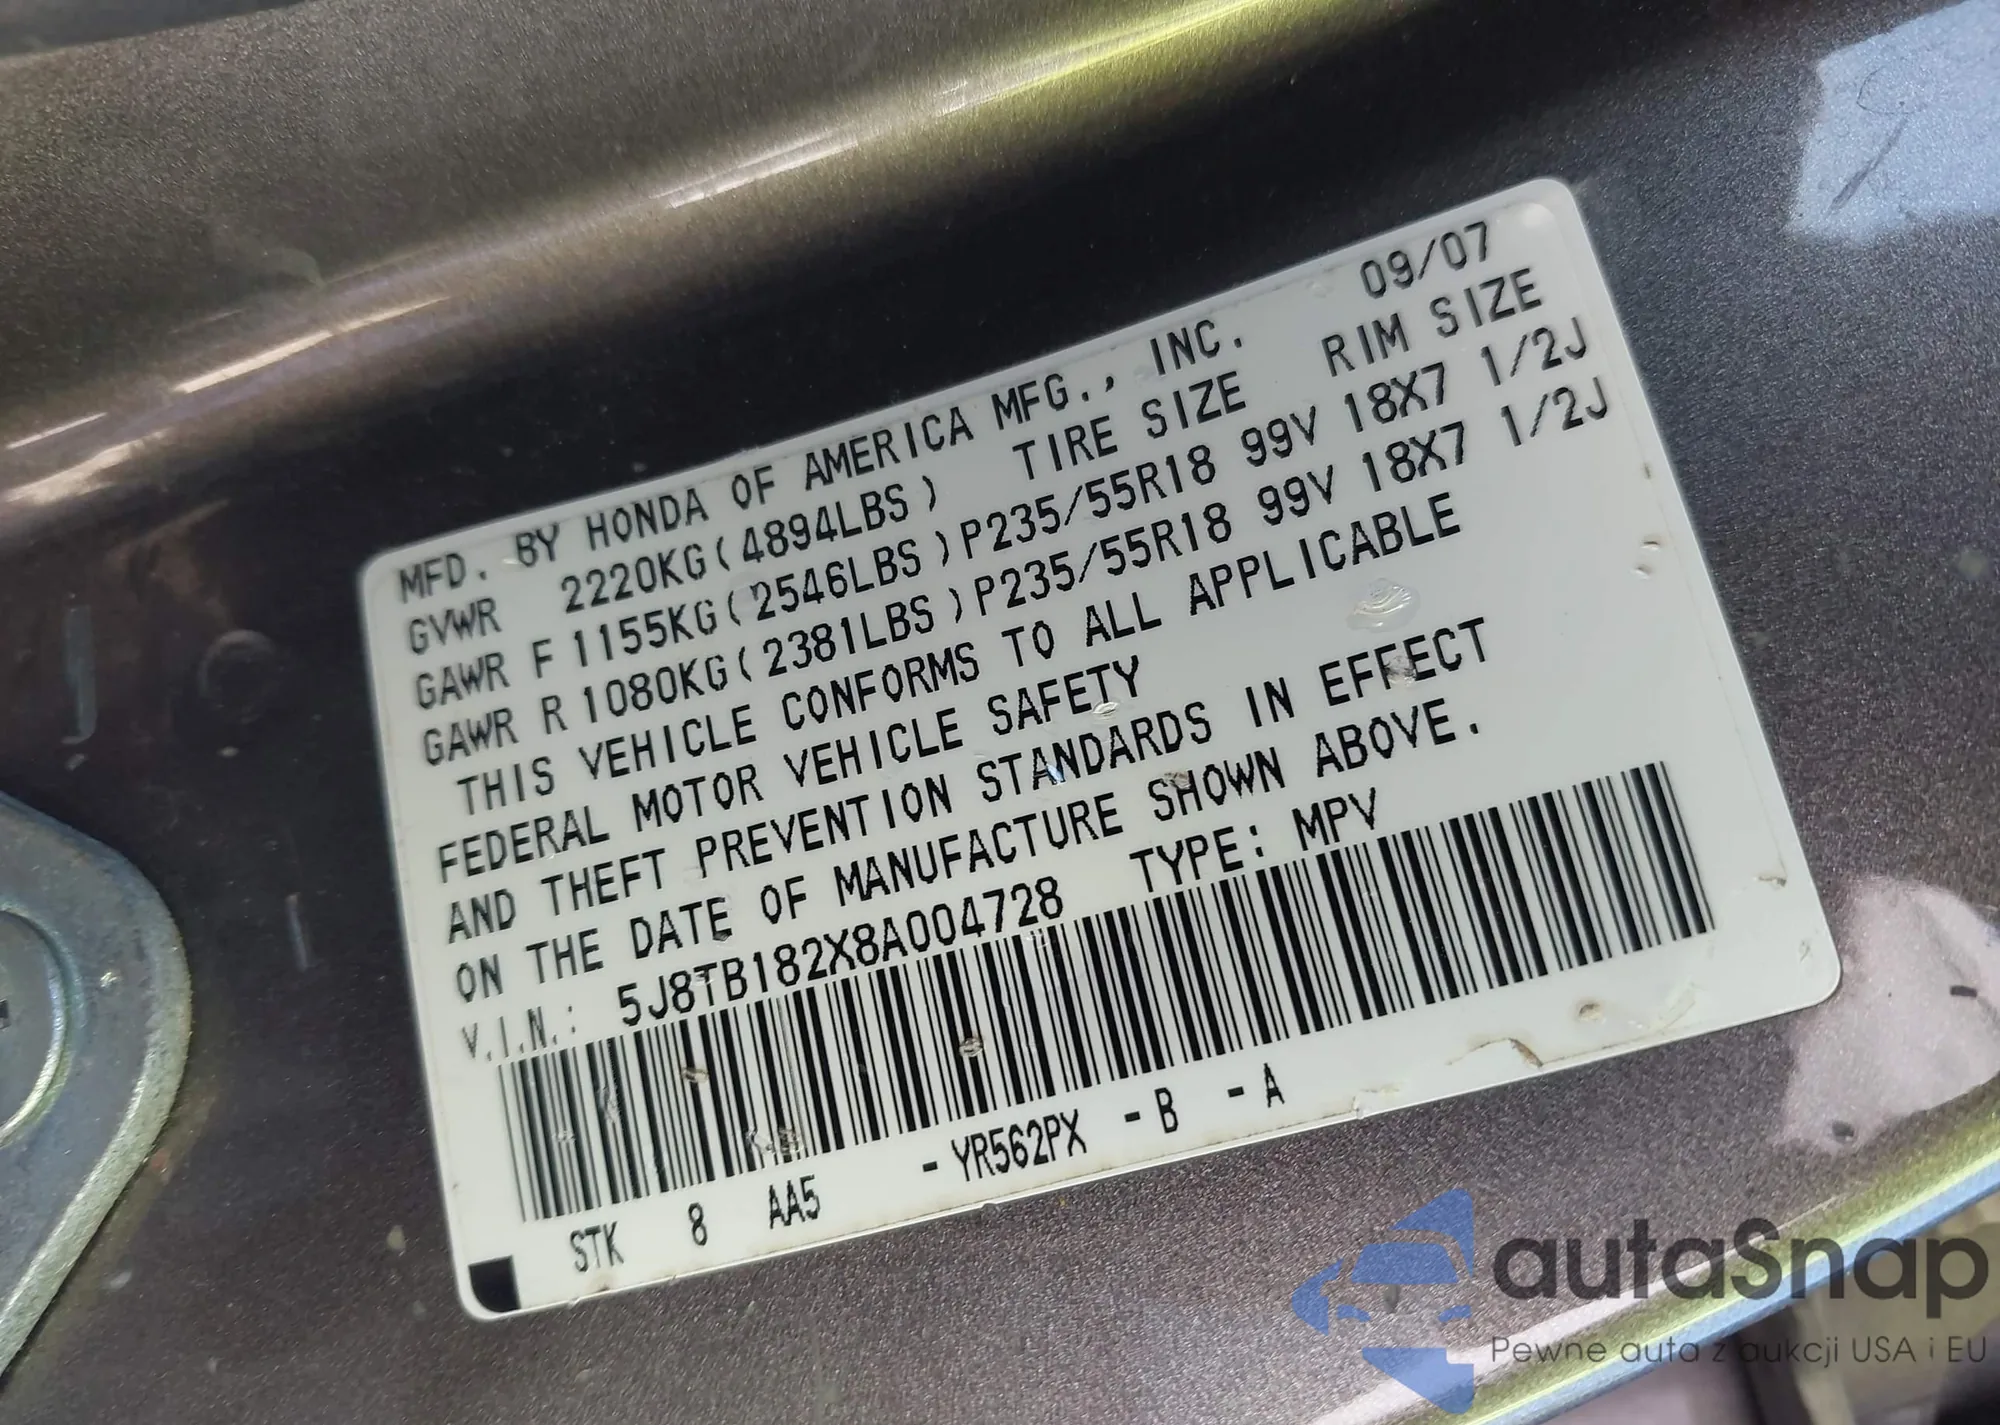 MFD. BY HONDA OF AMERICA MFG., INC. 09/07
GVWR 2220KG(4894LBS) TIRE SIZE RIM SIZE
GAWR F 1155KG(2546LBS)P235/55R18 99V 18X7 1/2J
GAWR R 1080KG(2381LBS)P235/55R18 99V 18X7 1/2J
THIS VEHICLE CONFORMS TO ALL APPLICABLE
FEDERAL MOTOR VEHICLE SAFETY
AND THEFT PREVENTION STANDARDS IN EFFECT
ON THE DATE OF MANUFACTURE SHOWN ABOVE.
V.I.N.: 5J8TB182X8A004728 TYPE: MPV
STK 8 AA5 -YR562PX -B -A
autaSnap
Pewne auta z aukcji USA i EU